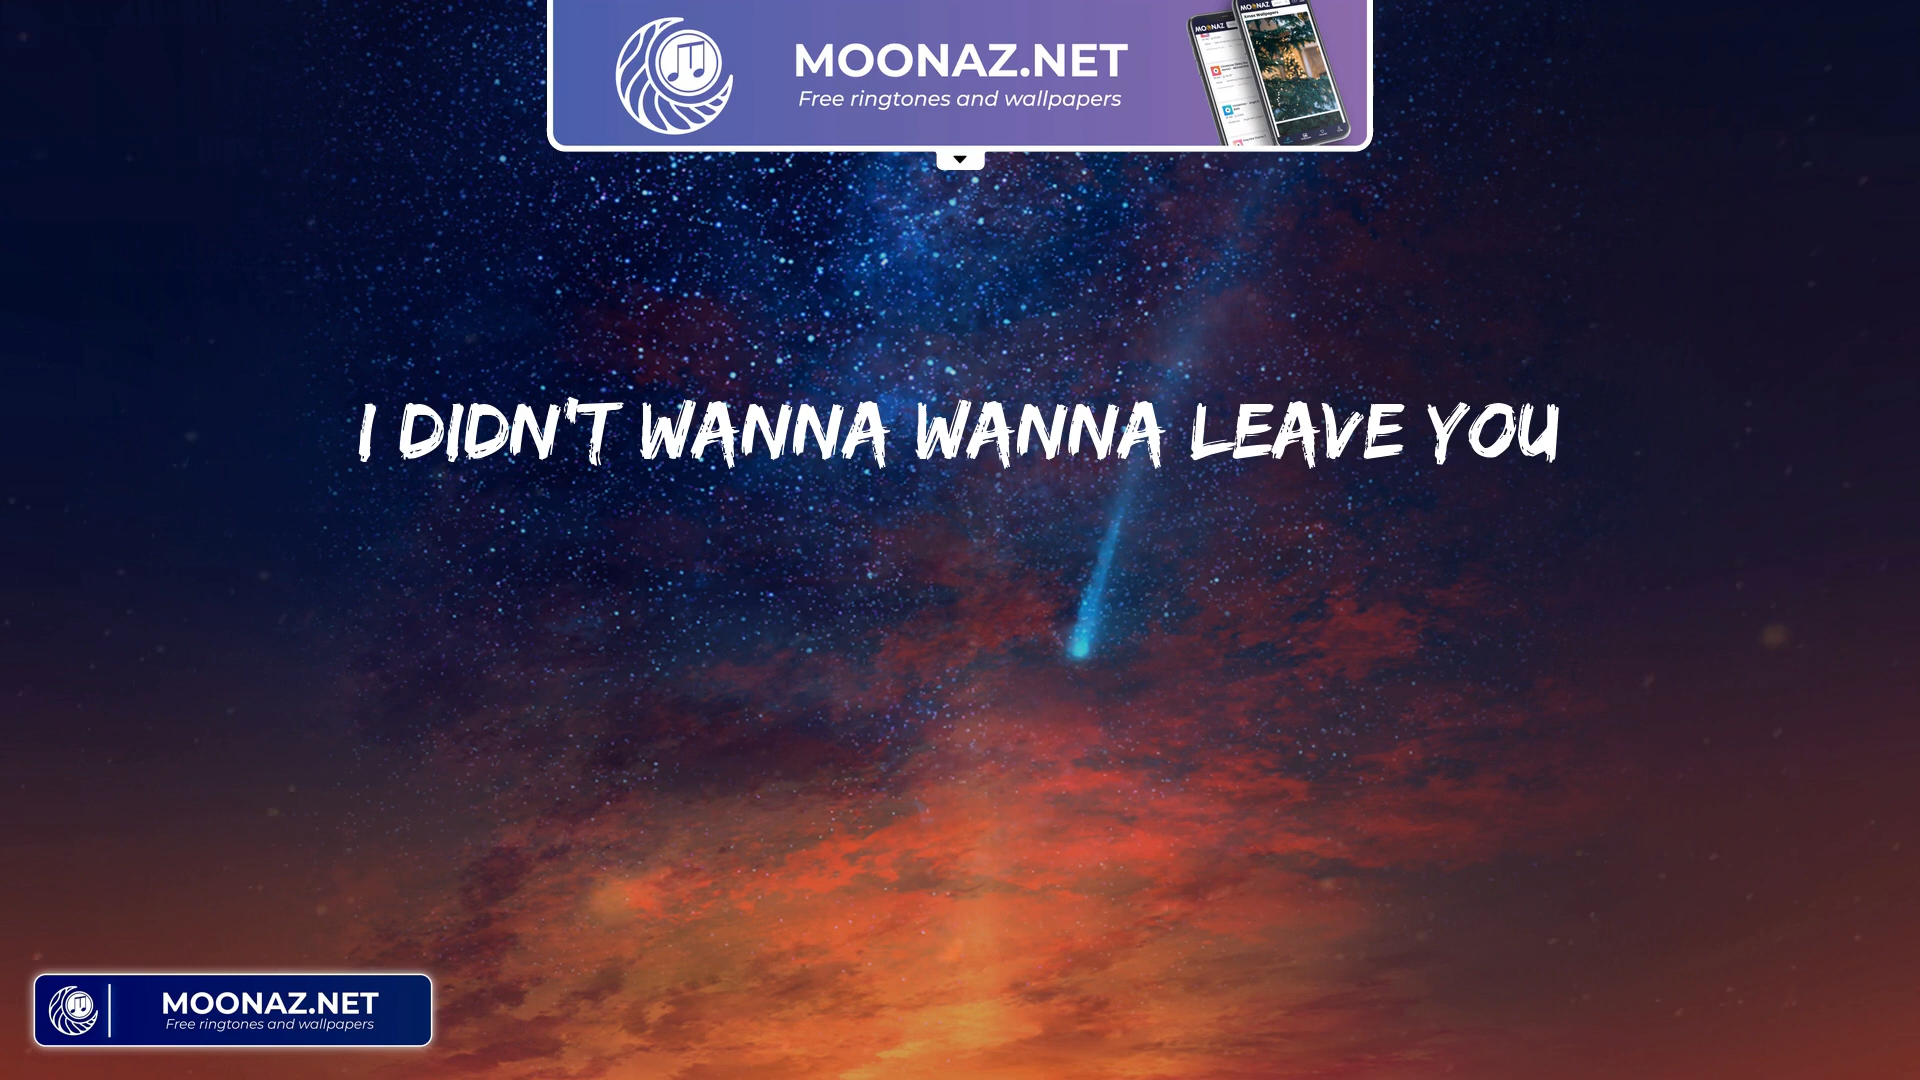 MOONAZ.NET
Free ringtones and wallpapers
I DIDN'T WANNA WANNA LEAVE YOU
MOONAZ.NET
Free ringtones and wallpapers